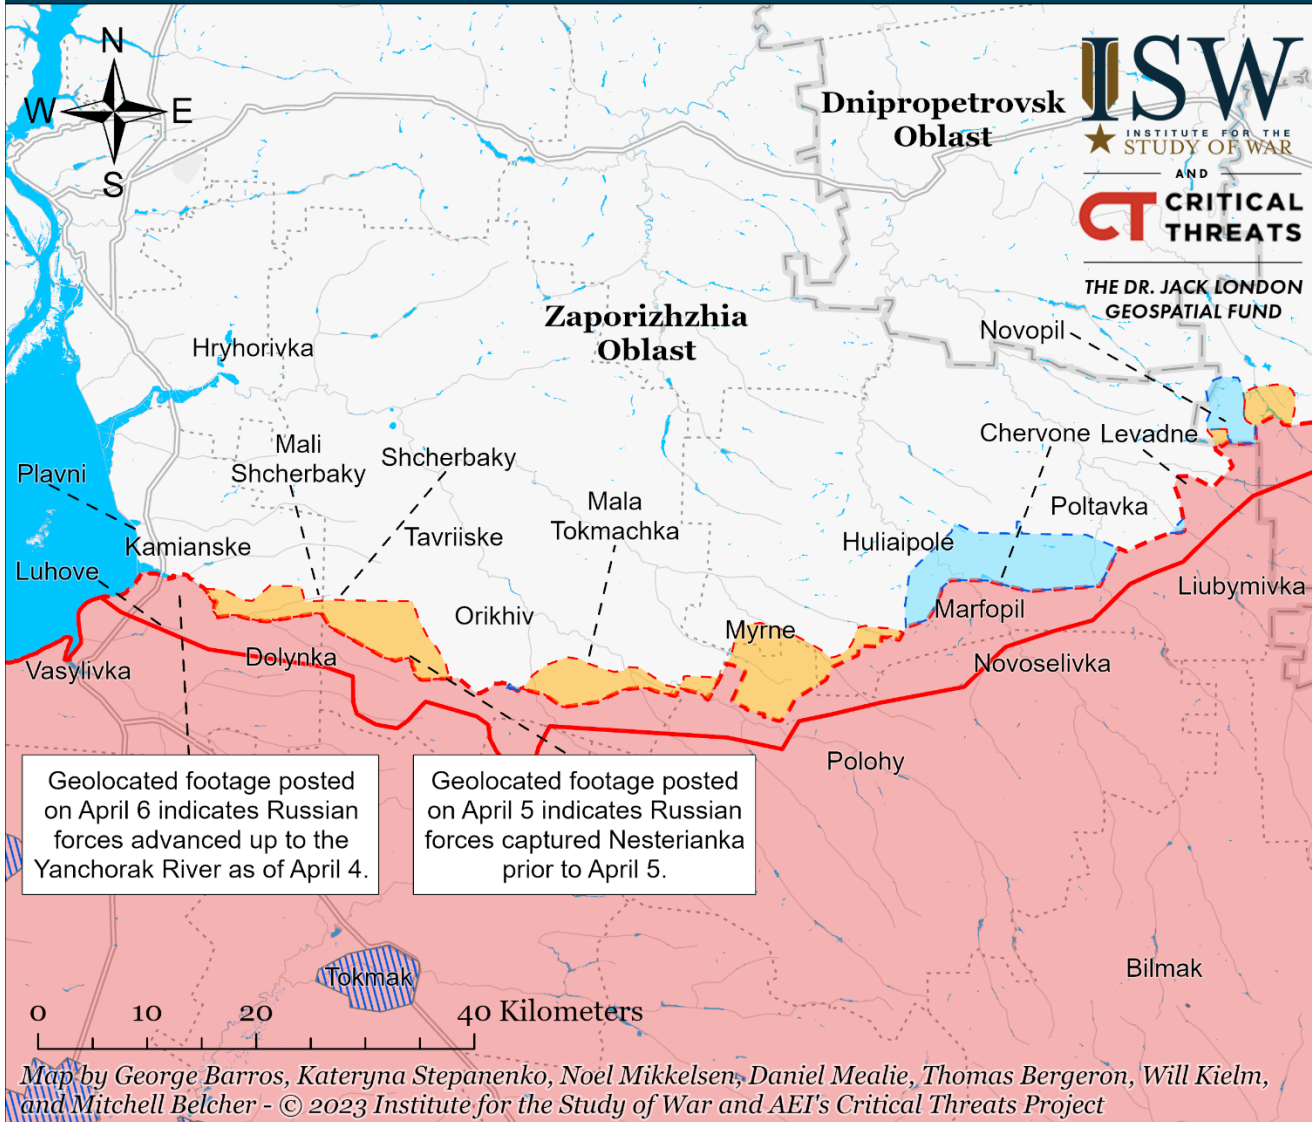 N
W E
S
Dnipropetrovsk
Oblast
ISW
INSTITUTE FOR THE
STUDY OF WAR
AND
CT CRITICAL
THREATS
THE DR. JACK LONDON
GEOSPATIAL FUND
Zaporizhzhia
Oblast
Novopil
Hryhorivka
Mali
Shcherbaky
Shcherbaky
Chervone
Levadne
Plavni
Mala
Tokmachka
Poltavka
Kamianske
Tavriiske
Huliaipole
Luhove
Liubymivka
Orikhiv
Marfopil
Myrne
Vasylivka
Dolynka
Novoselivka
Polohy
Geolocated footage posted
on April 6 indicates Russian
forces advanced up to the
Yanchorak River as of April 4.
Geolocated footage posted
on April 5 indicates Russian
forces captured Nesterianka
prior to April 5.
Tokmak
Bilmak
0 10 20 40 Kilometers
Map by George Barros, Kateryna Stepanenko, Noel Mikkelsen, Daniel Mealie, Thomas Bergeron, Will Kielm,
and Mitchell Belcher - © 2023 Institute for the Study of War and AEI's Critical Threats Project